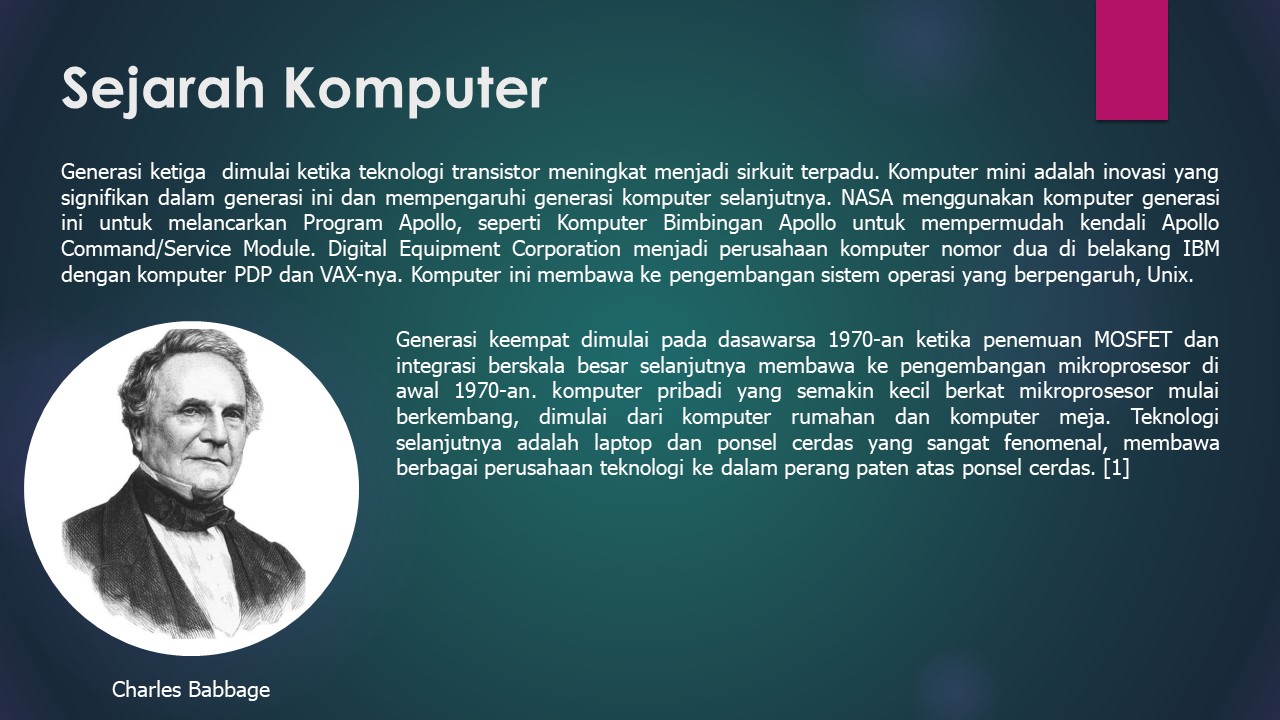 Sejarah Komputer
Generasi ketiga  dimulai ketika teknologi transistor meningkat menjadi sirkuit terpadu. Komputer mini adalah inovasi yang
signifikan dalam generasi ini dan mempengaruhi generasi komputer selanjutnya. NASA menggunakan komputer generasi
ini untuk melancarkan Program Apollo, seperti Komputer Bimbingan Apollo untuk mempermudah kendali Apollo
Command/Service Module. Digital Equipment Corporation menjadi perusahaan komputer nomor dua di belakang IBM
dengan komputer PDP dan VAX-nya. Komputer ini membawa ke pengembangan sistem operasi yang berpengaruh, Unix.
Generasi keempat dimulai pada dasawarsa 1970-an ketika penemuan MOSFET dan
integrasi berskala besar selanjutnya membawa ke pengembangan mikroprosesor di
awal 1970-an. komputer pribadi yang semakin kecil berkat mikroprosesor mulai
berkembang, dimulai dari komputer rumahan dan komputer meja. Teknologi
selanjutnya adalah laptop dan ponsel cerdas yang sangat fenomenal, membawa
berbagai perusahaan teknologi ke dalam perang paten atas ponsel cerdas. [1]
Charles Babbage